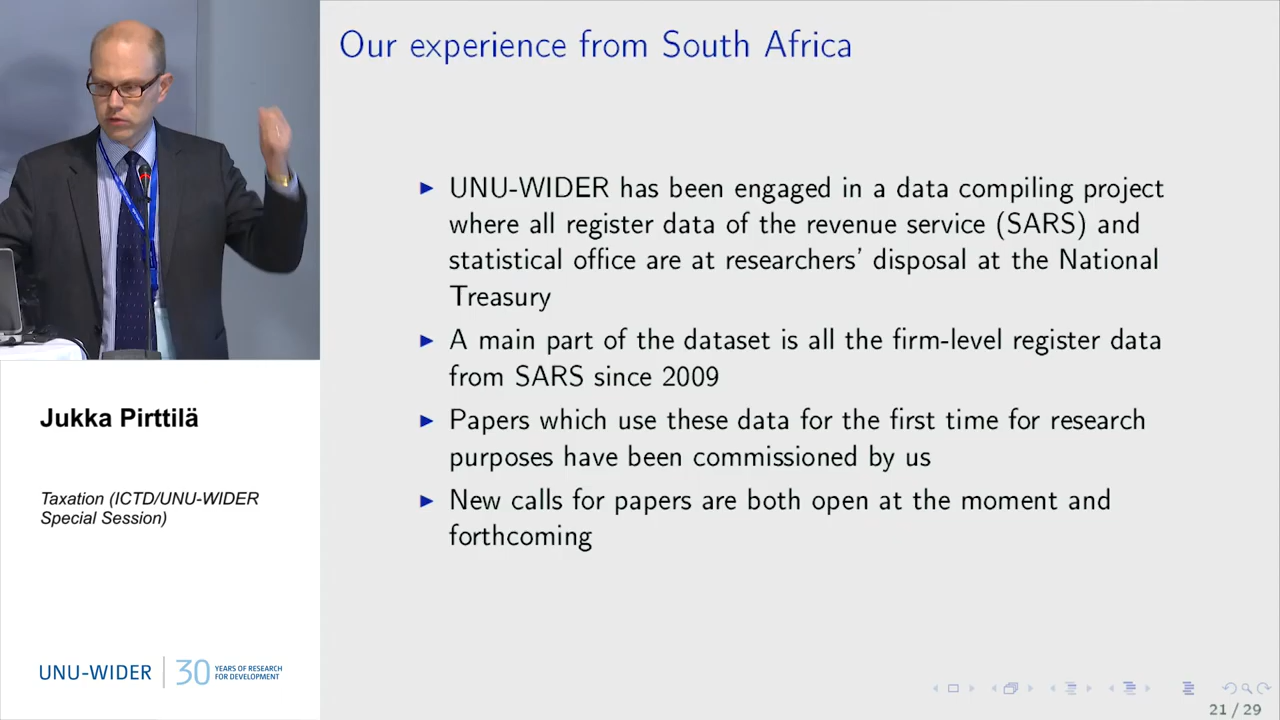 Our experience from South Africa
UNU-WIDER has been engaged in a data compiling project
where all register data of the revenue service (SARS) and
statistical office are at researchers' disposal at the National
Treasury
A main part of the dataset is all the firm-level register data
from SARS since 2009
Papers which use these data for the first time for research
purposes have been commissioned by us
New calls for papers are both open at the moment and
forthcoming
Jukka Pirttilä
Taxation (ICTD/UNU-WIDER
Special Session)
UNU-WIDER
30 YEARS OF RESEARCH
FOR DEVELOPMENT
21 / 29